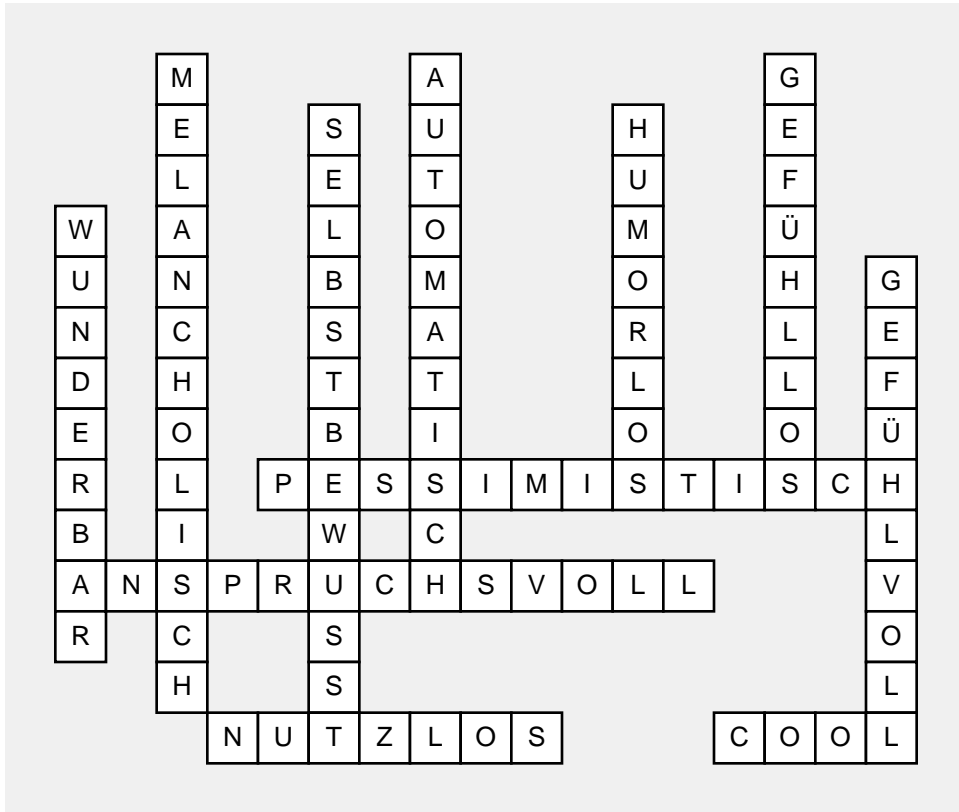 MELANCHOLISCH
AUTOMATISCH
GEFÜHLLOS
SELBSTBEWUSST
HUMORLOS
WUNDERBAR
GEFÜHLVOLL
PESSIMISTISCH
ANSPRUCHSVOLL
NUTZLOS
COOL